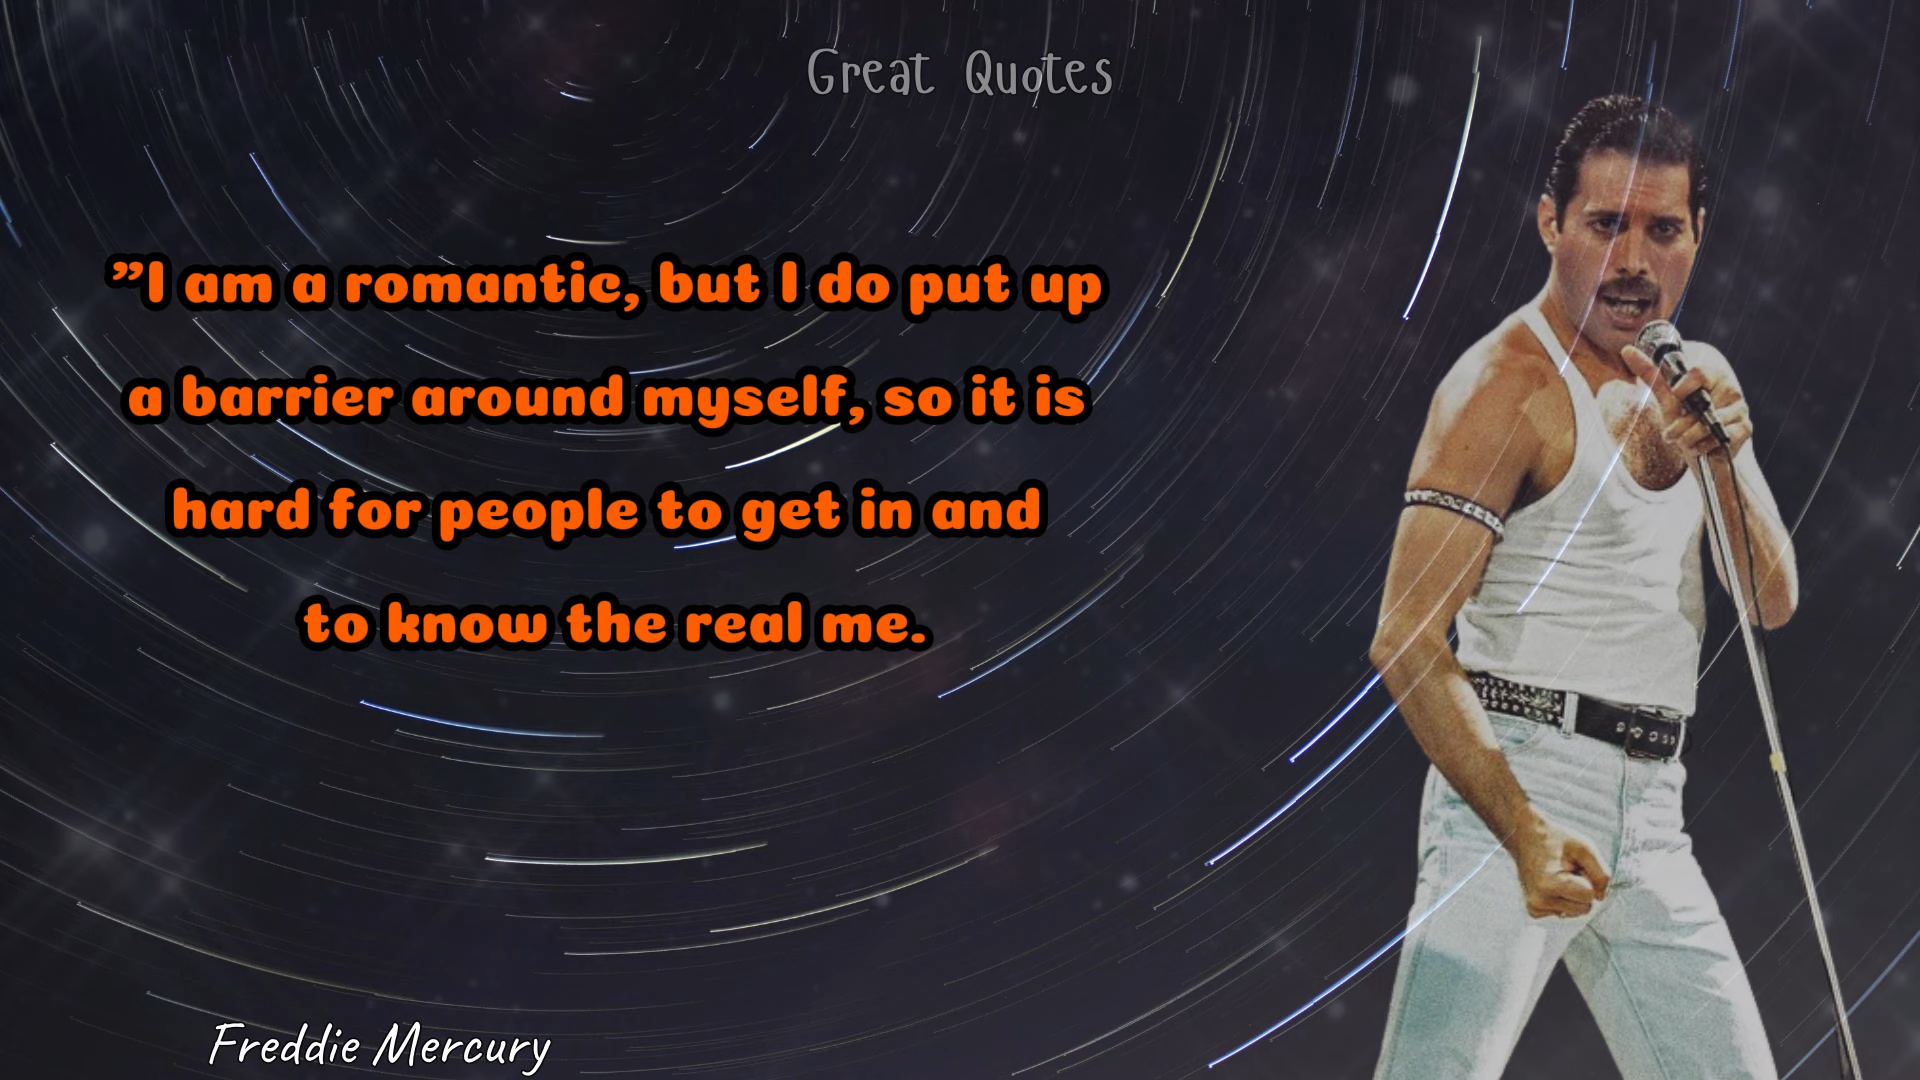 Great Quotes
”I am a romantic, but I do put up
a barrier around myself, so it is
hard for people to get in and
to know the real me.
Freddie Mercury